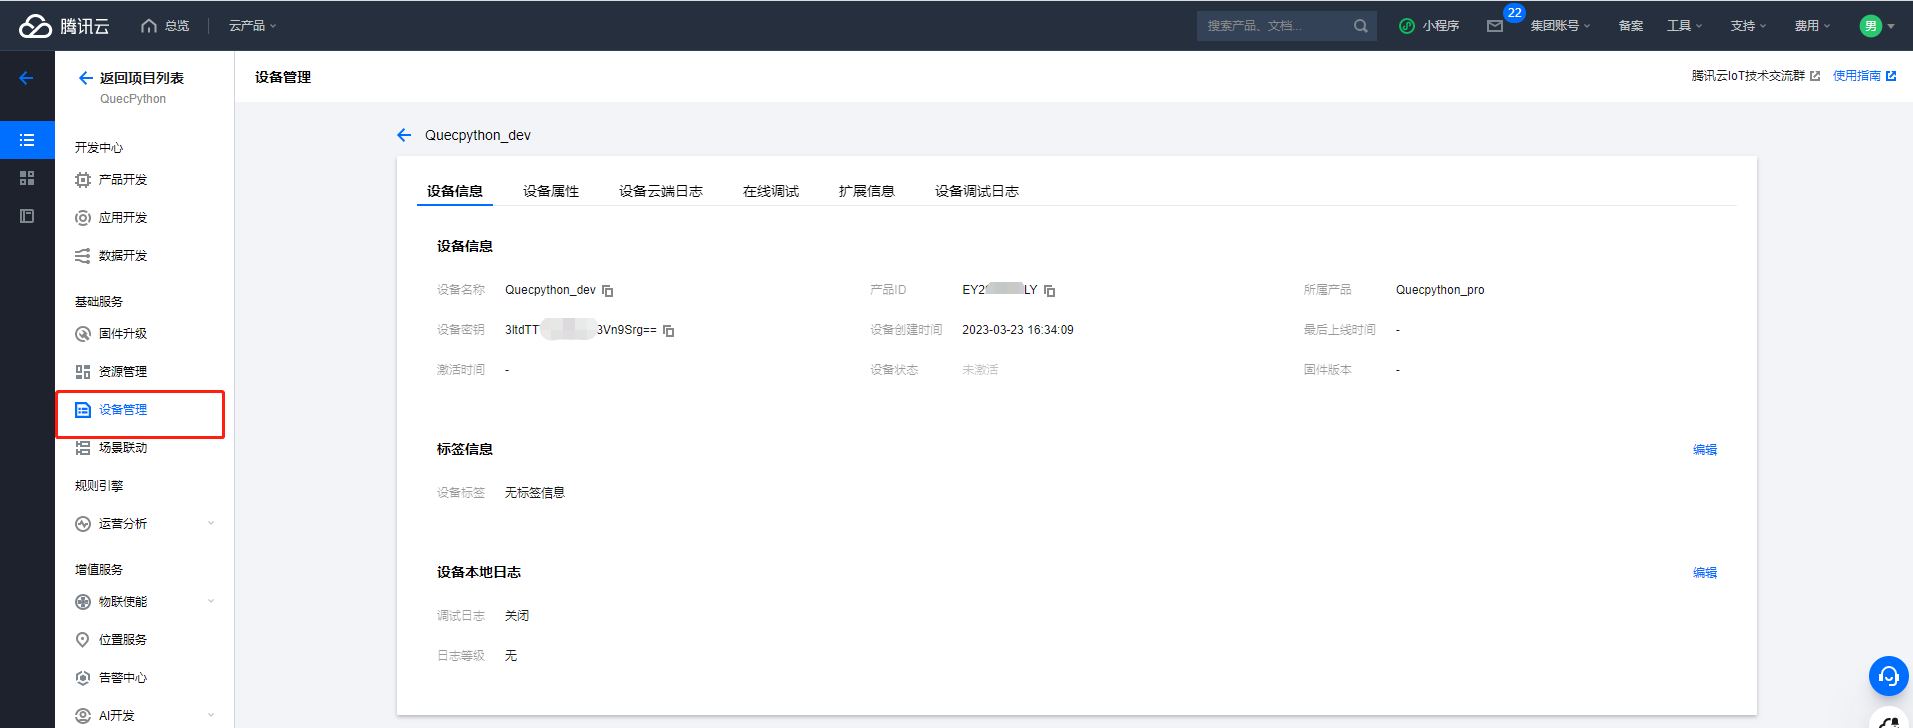 腾讯云 总览 云产品 搜索产品、文档... 小程序 22 集团账号 备案 工具 支持 费用 男
返回项目列表
QuecPython
开发中心
产品开发
应用开发
数据开发
基础服务
固件升级
资源管理
设备管理
场景联动
规则引擎
运营分析
增值服务
物联使能
位置服务
告警中心
AI开发
设备管理 腾讯云IoT技术交流群 使用指南
Quecpython_dev
设备信息 设备属性 设备云端日志 在线调试 扩展信息 设备调试日志
设备信息
设备名称 Quecpython_dev 产品ID EY2 LY 所属产品 Quecpython_pro
设备密钥 3ltdTT 3Vn9Srg== 设备创建时间 2023-03-23 16:34:09 最后上线时间 -
激活时间 - 设备状态 未激活 固件版本 -
标签信息 编辑
设备标签 无标签信息
设备本地日志 编辑
调试日志 关闭
日志等级 无